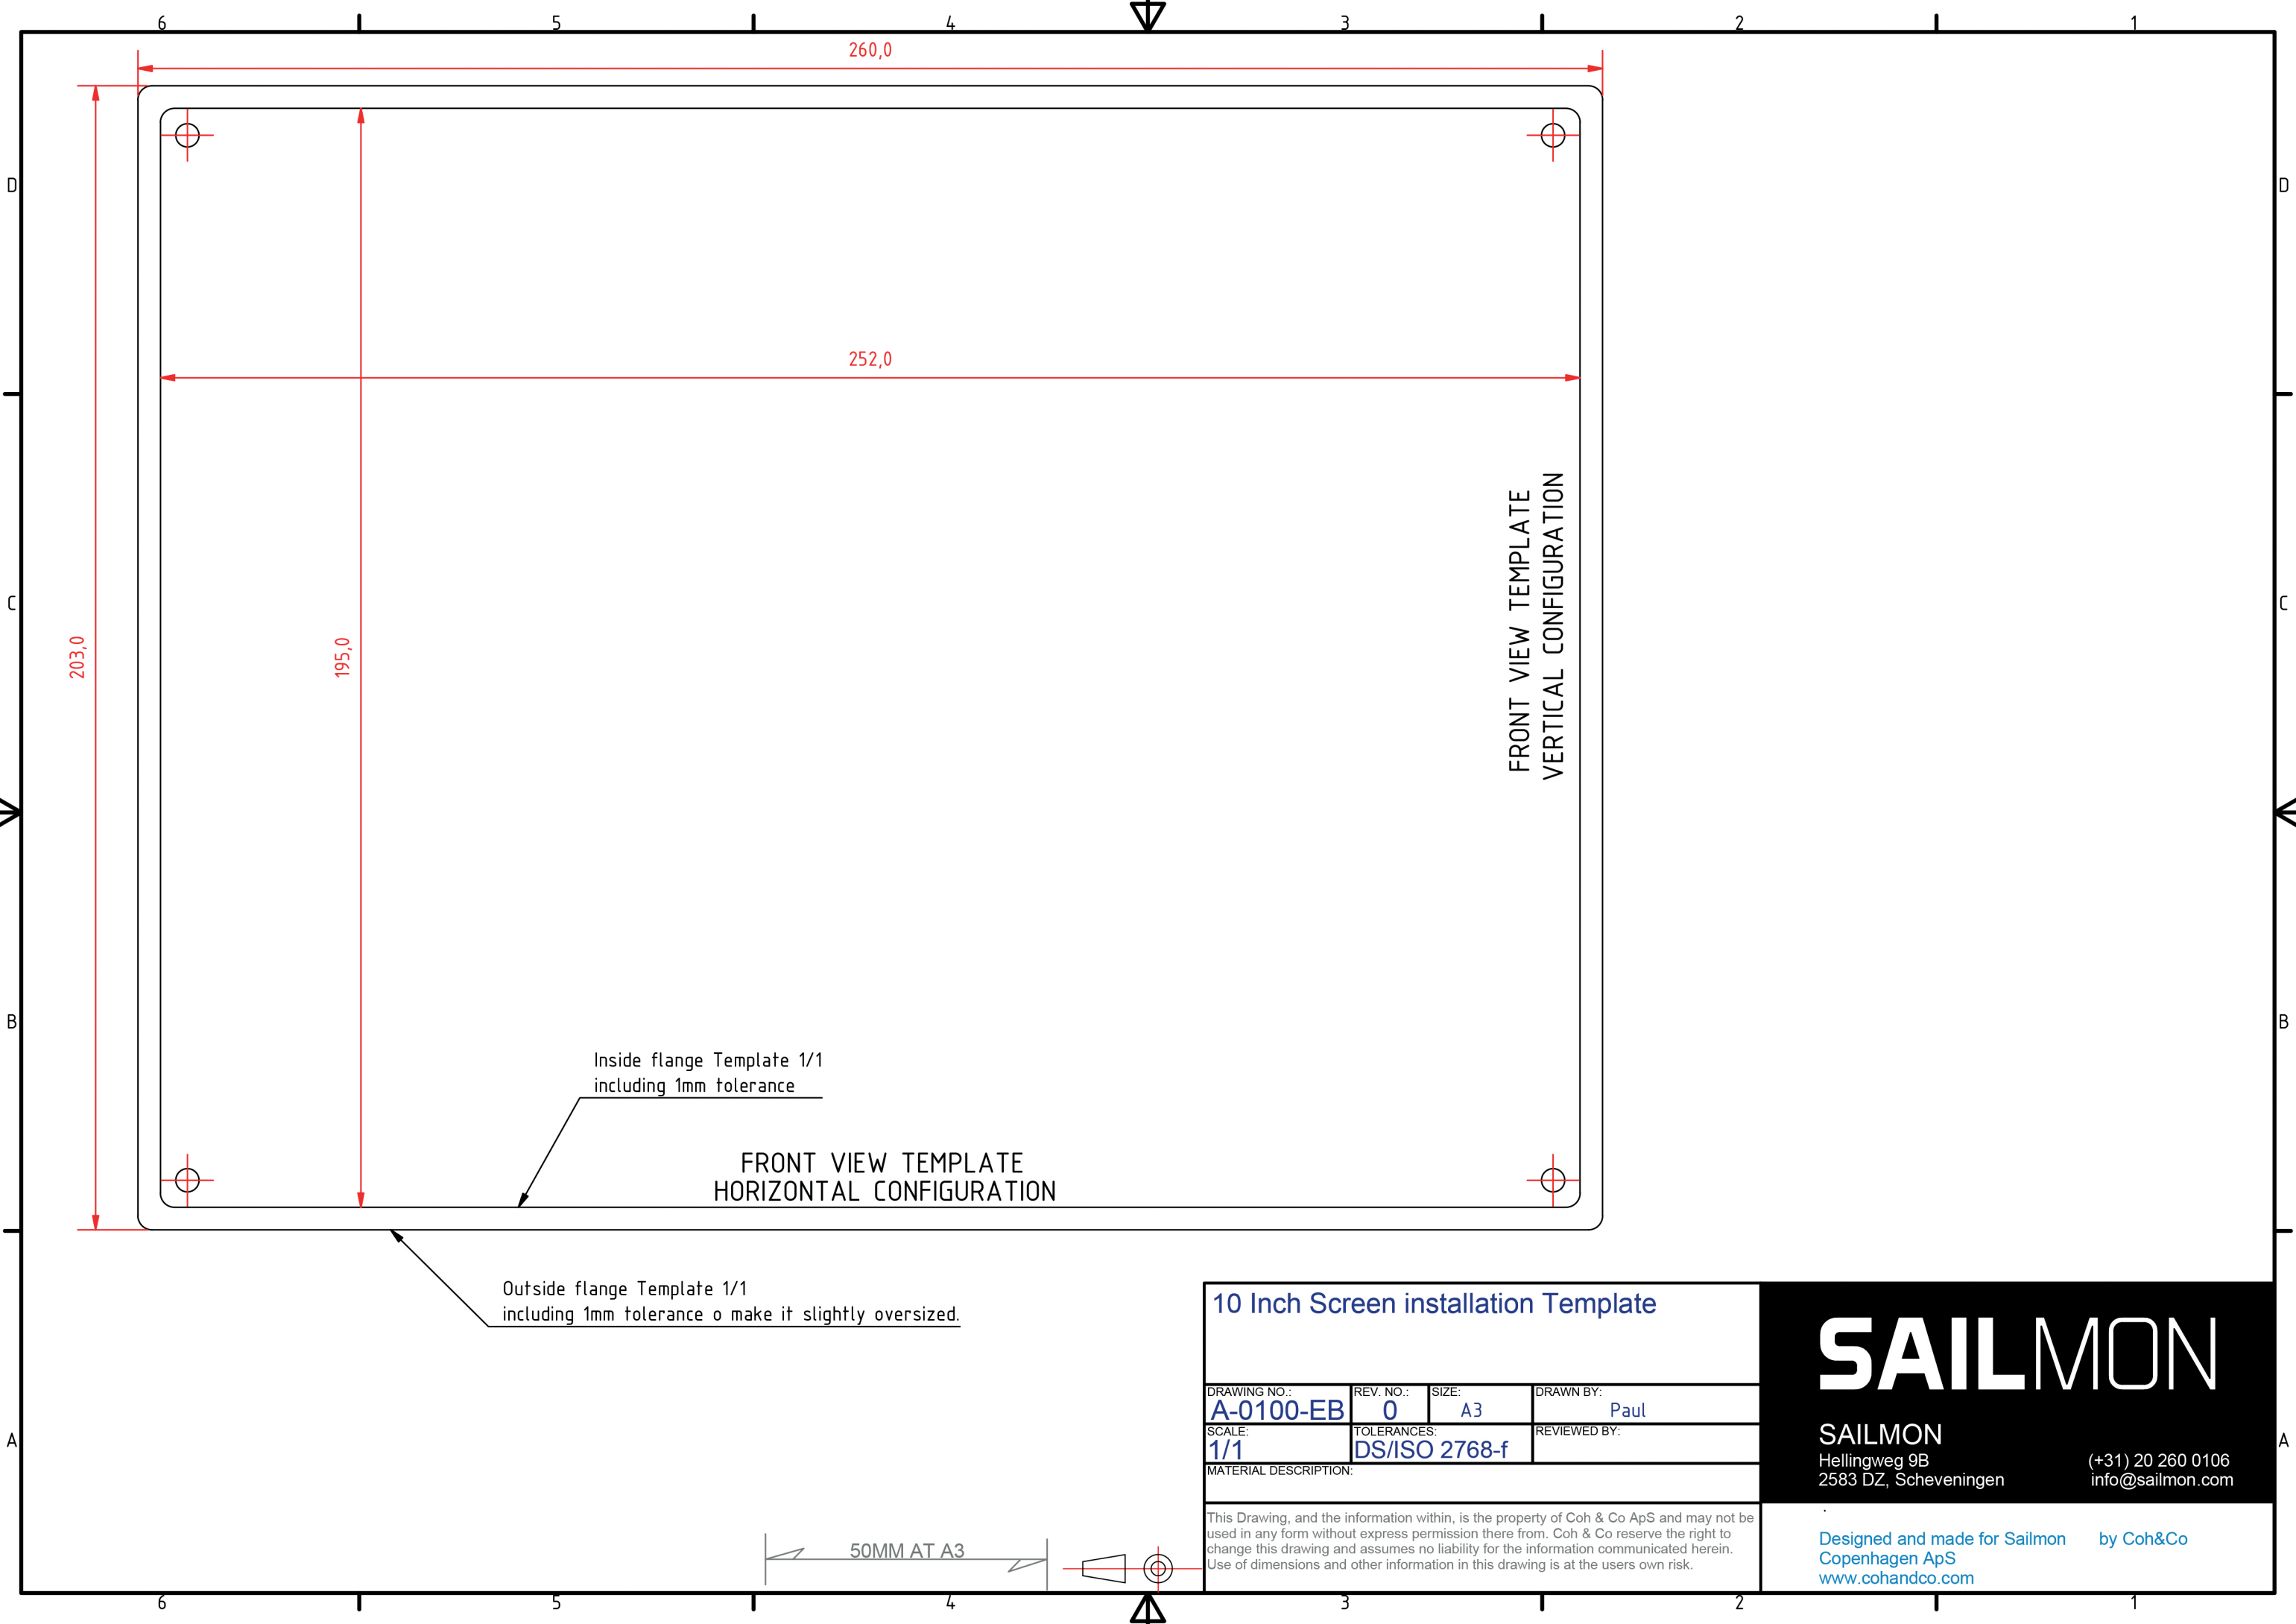 6 5 4 3 2 1
260,0
D D
252,0
FRONT VIEW TEMPLATE
VERTICAL CONFIGURATION
C C
203,0
195,0
B B
Inside flange Template 1/1
including 1mm tolerance
FRONT VIEW TEMPLATE
HORIZONTAL CONFIGURATION
Outside flange Template 1/1
including 1mm tolerance o make it slightly oversized.
A A
10 Inch Screen installation Template
DRAWING NO.: REV. NO.: SIZE: DRAWN BY:
A-0100-EB 0 A3 Paul
SCALE: TOLERANCES: REVIEWED BY:
1/1 DS/ISO 2768-f
MATERIAL DESCRIPTION:
This Drawing, and the information within, is the property of Coh & Co ApS and may not be
used in any form without express permission there from. Coh & Co reserve the right to
change this drawing and assumes no liability for the information communicated herein.
Use of dimensions and other information in this drawing is at the users own risk.
SAILMON
SAILMON
Hellingweg 9B (+31) 20 260 0106
2583 DZ, Scheveningen info@sailmon.com
.
Designed and made for Sailmon by Coh&Co
Copenhagen ApS
www.cohandco.com
50MM AT A3
6 5 4 3 2 1